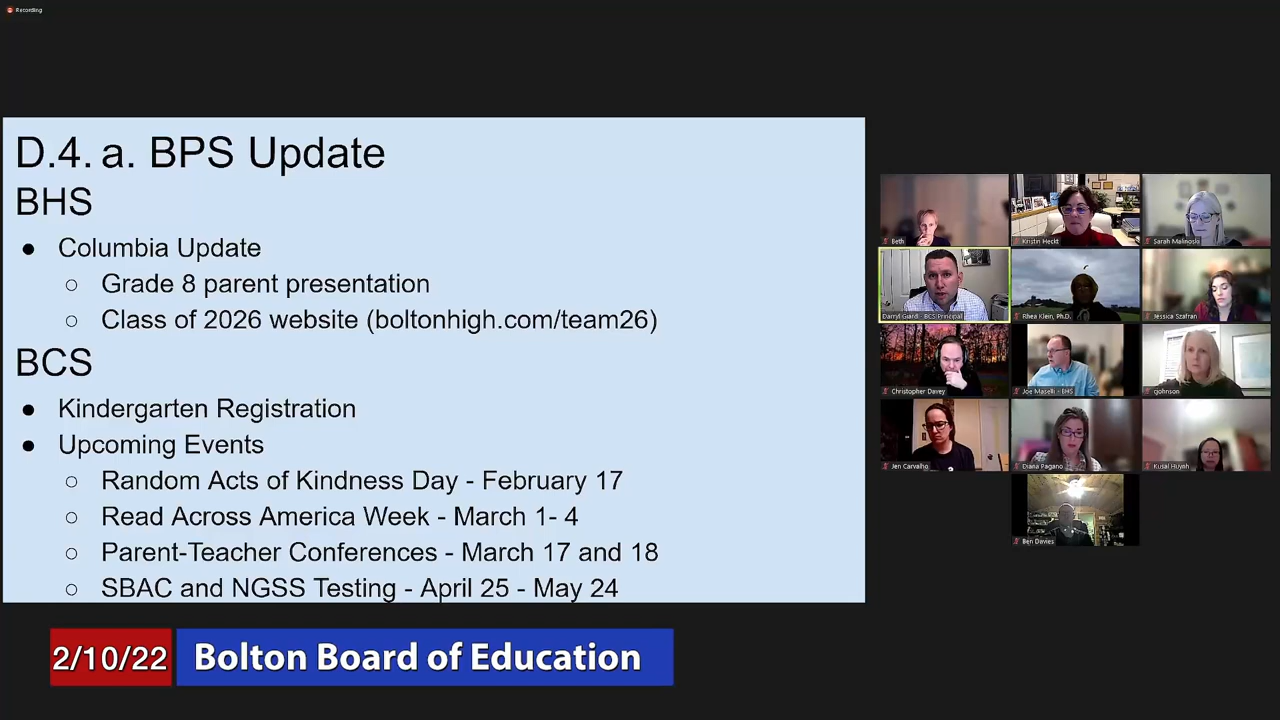 Recording
D.4. a. BPS Update
BHS
● Columbia Update
○ Grade 8 parent presentation
○ Class of 2026 website (boltonhigh.com/team26)
BCS
● Kindergarten Registration
● Upcoming Events
○ Random Acts of Kindness Day - February 17
○ Read Across America Week - March 1- 4
○ Parent-Teacher Conferences - March 17 and 18
○ SBAC and NGSS Testing - April 25 - May 24
Beth
Kristin Heckt
Sarah Malinoski
Darryl Giard - BCS Principal
Rhea Klein, Ph.D.
Jessica Szafran
Christopher Davey
Joe Maselli - BHS
cjohnson
Jen Carvalho
Diana Pagano
Kusal Huynh
Ben Davies
2/10/22
Bolton Board of Education